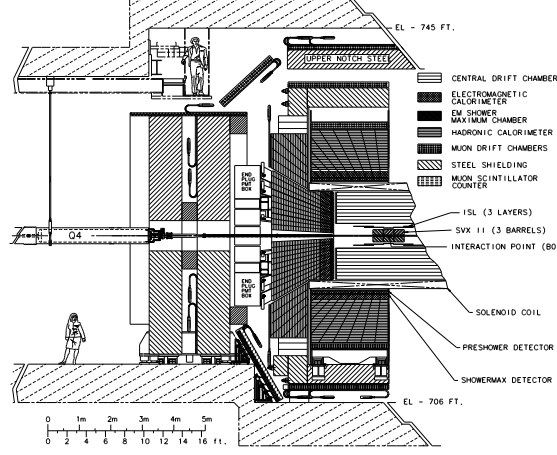 EL - 745 FT.
UPPER NOTCH STEEL
CENTRAL DRIFT CHAMBER
ELECTROMAGNETIC
CALORIMETER
EM SHOWER
MAXIMUM CHAMBER
HADRONIC CALORIMETER
MUON DRIFT CHAMBERS
STEEL SHIELDING
MUON SCINTILLATOR
COUNTER
END
PLUG
PMT
BOX
ISL (3 LAYERS)
Q4
SVX II (3 BARRELS)
INTERACTION POINT (B0
END
PLUG
PMT
BOX
SOLENOID COIL
PRESHOWER DETECTOR
SHOWERMAX DETECTOR
EL - 706 FT.
0 1m 2m 3m 4m 5m
0 2 4 6 8 10 12 14 16 ft.